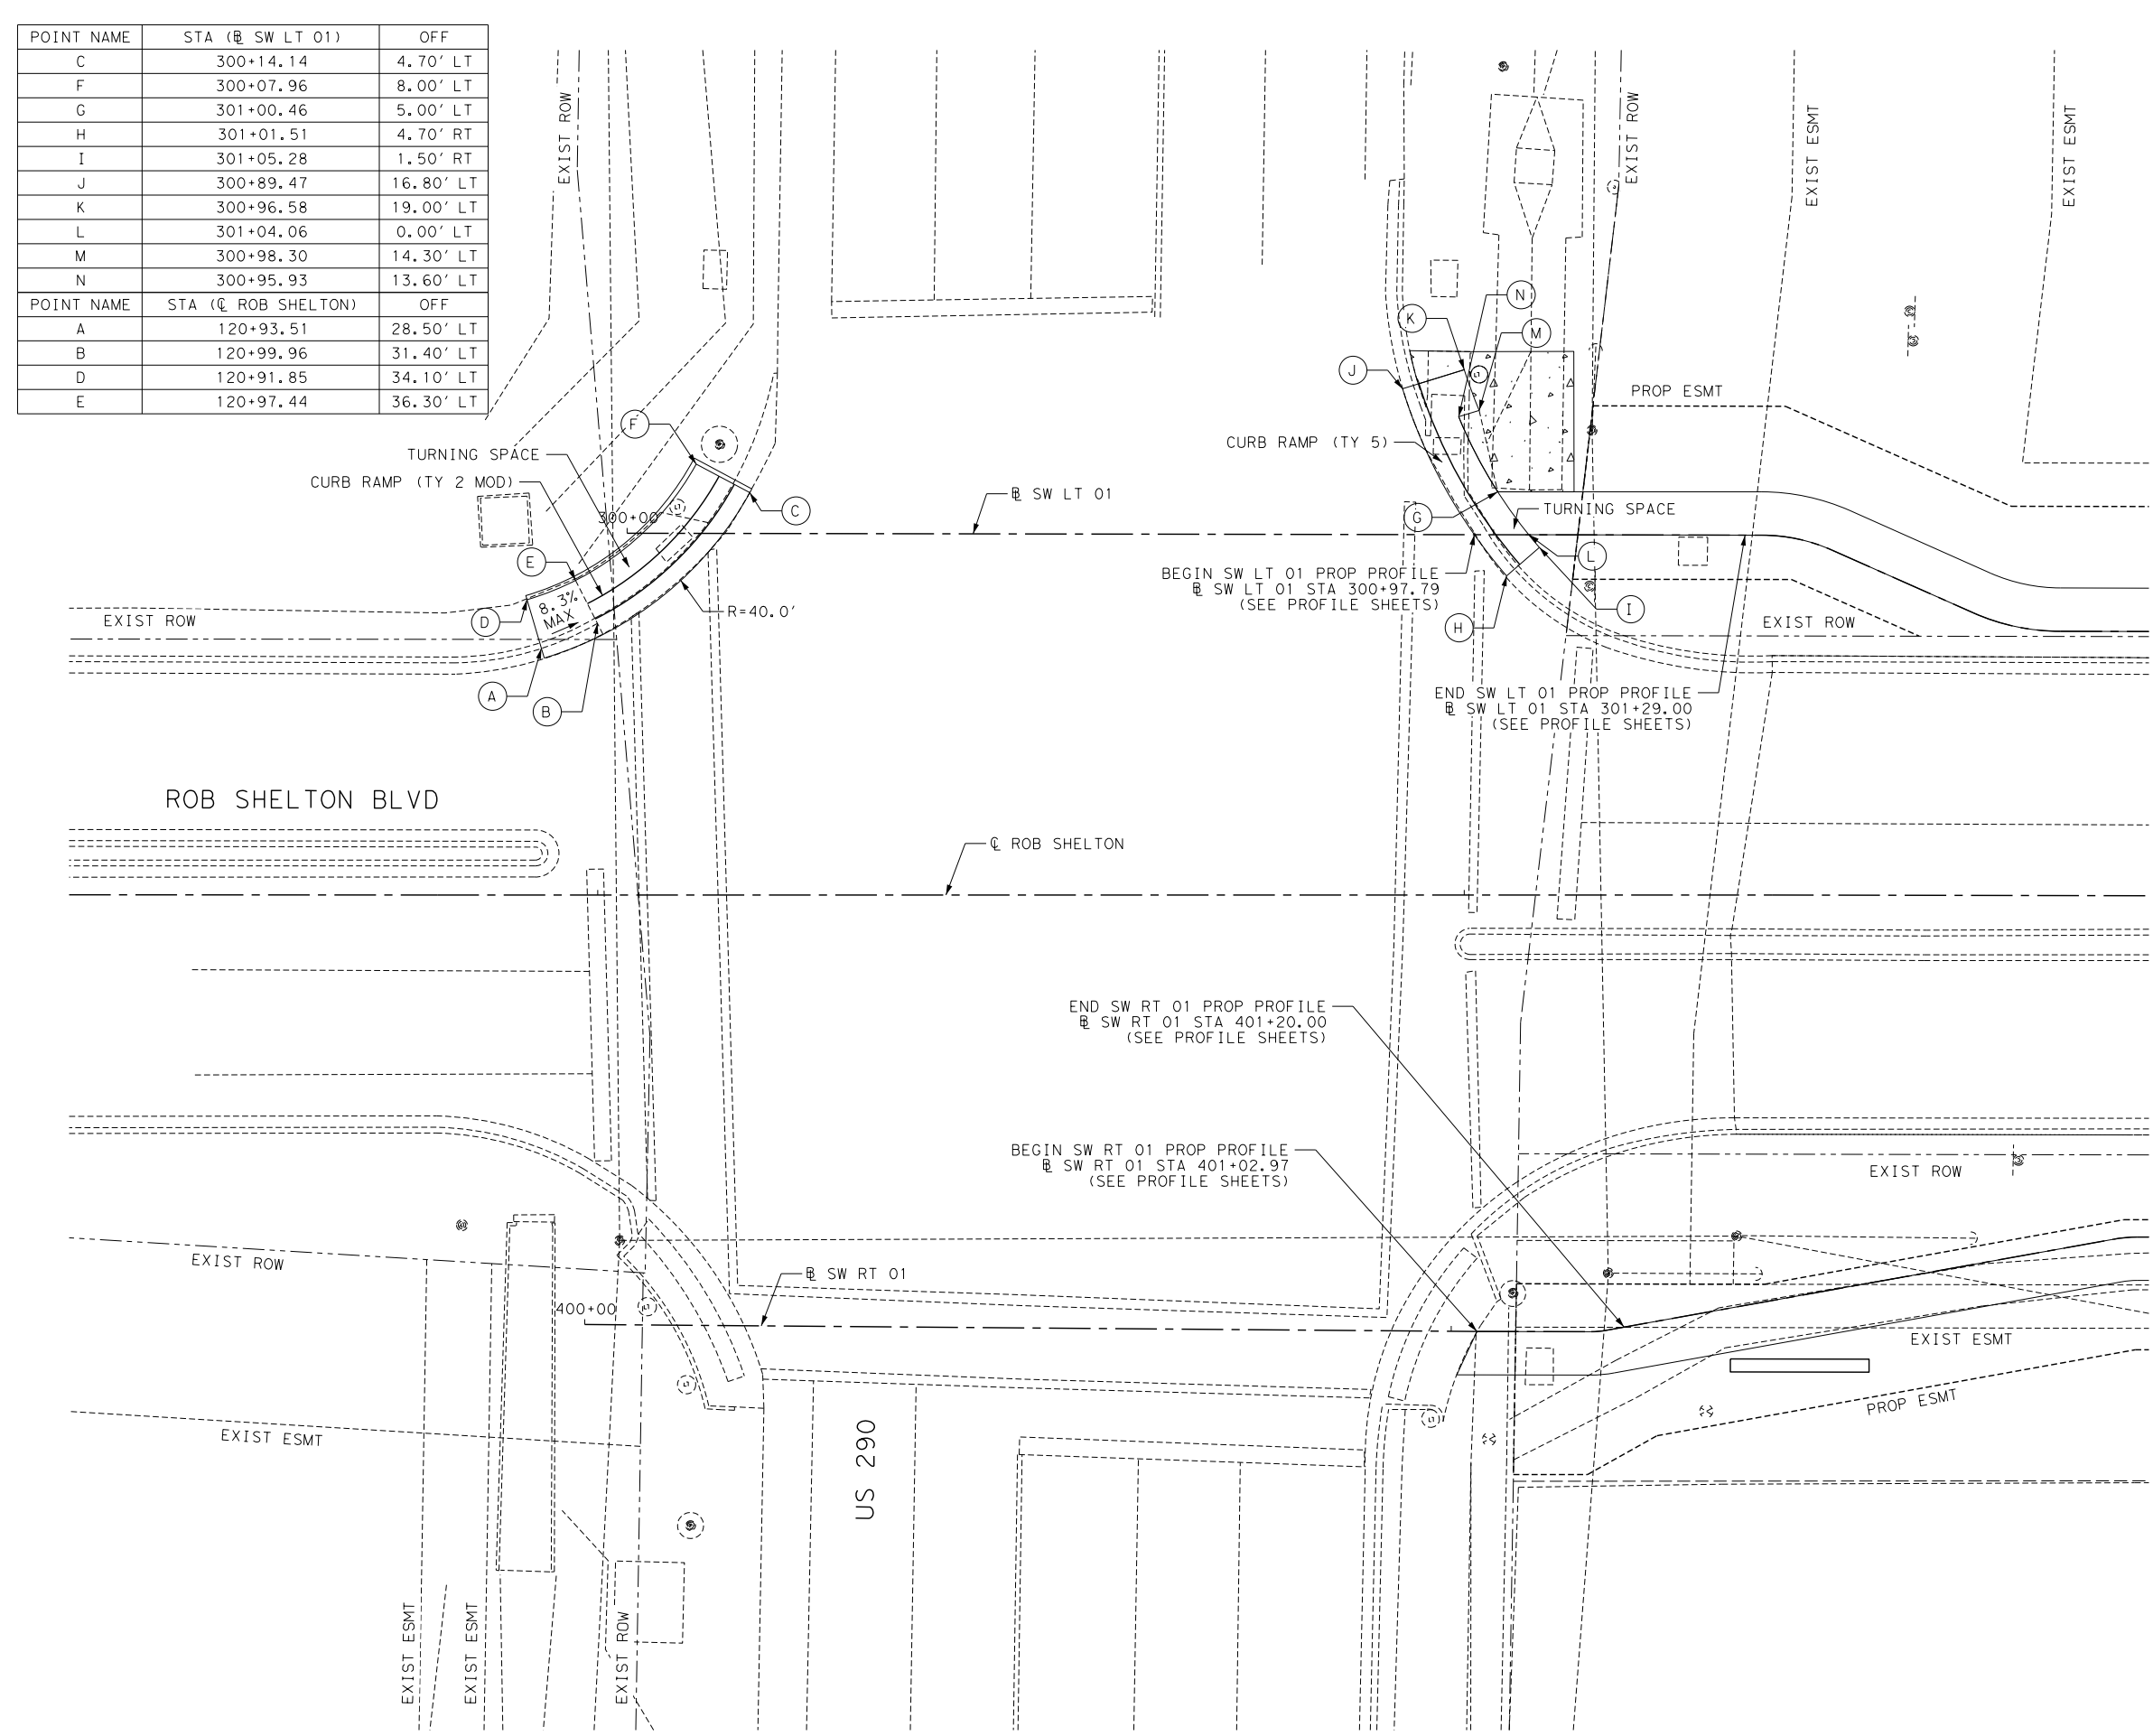 POINT NAME STA (℄ SW LT 01) OFF
C 300+14.14 4.70' LT
F 300+07.96 8.00' LT
G 301+00.46 5.00' LT
H 301+01.51 4.70' RT
I 301+05.28 1.50' RT
J 300+89.47 16.80' LT
K 300+96.58 19.00' LT
L 301+04.06 0.00' LT
M 300+98.30 14.30' LT
N 300+95.93 13.60' LT
POINT NAME STA (℄ ROB SHELTON) OFF
A 120+93.51 28.50' LT
B 120+99.96 31.40' LT
D 120+91.85 34.10' LT
E 120+97.44 36.30' LT
EXIST ROW
EXIST ROW
EXIST ESMT
EXIST ESMT
N
K
M
J
PROP ESMT
F
TURNING SPACE
CURB RAMP (TY 5)
CURB RAMP (TY 2 MOD)
BL SW LT 01
C
300+00
G
TURNING SPACE
E
L
BEGIN SW LT 01 PROP PROFILE
BL SW LT 01 STA 300+97.79
(SEE PROFILE SHEETS)
8.3%
MAX
R=40.0'
I
EXIST ROW
D
H
EXIST ROW
A
B
END SW LT 01 PROP PROFILE
BL SW LT 01 STA 301+29.00
(SEE PROFILE SHEETS)
ROB SHELTON BLVD
℄ ROB SHELTON
END SW RT 01 PROP PROFILE
BL SW RT 01 STA 401+20.00
(SEE PROFILE SHEETS)
BEGIN SW RT 01 PROP PROFILE
BL SW RT 01 STA 401+02.97
(SEE PROFILE SHEETS)
EXIST ROW
EXIST ROW
BL SW RT 01
400+00
EXIST ESMT
PROP ESMT
EXIST ESMT
US 290
EXIST ESMT
EXIST ESMT
EXIST ROW